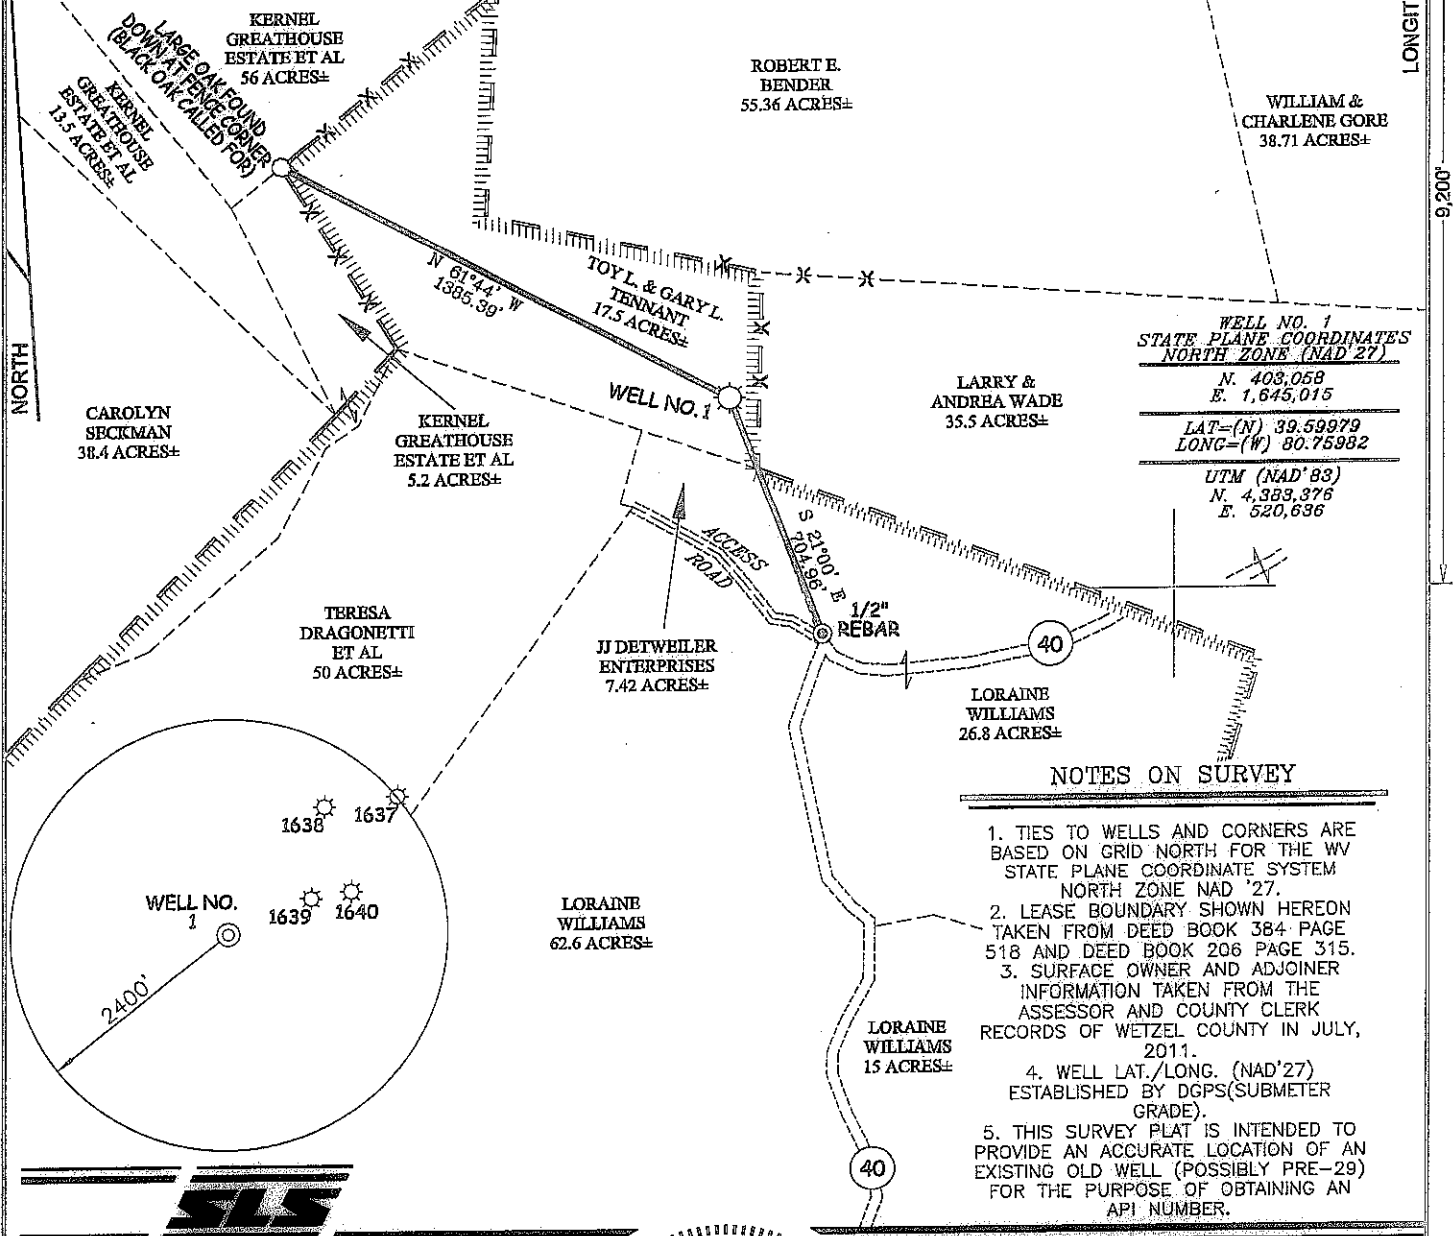 KERNEL
GREATHOUSE
ESTATE ET AL
56 ACRES±
LARGE OAK FOUND
DOWN AT FENCE CORNER
(BLACK OAK CALLED FOR)
KERNEL
GREATHOUSE
ESTATE ET AL
13.5 ACRES±
ROBERT E.
BENDER
55.36 ACRES±
WILLIAM &
CHARLENE GORE
38.71 ACRES±
LONGIT
9,200'
NORTH
N 61°44' W
1385.39'
TOY L. & GARY L.
TENNANT
17.5 ACRES±
WELL NO. 1
STATE PLANE COORDINATES
NORTH ZONE (NAD'27)
N. 403,058
E. 1,645,015
LAT=(N) 39.59979
LONG=(W) 80.75982
UTM (NAD'83)
N. 4,383,376
E. 520,636
WELL NO. 1
LARRY &
ANDREA WADE
35.5 ACRES±
CAROLYN
SECKMAN
38.4 ACRES±
KERNEL
GREATHOUSE
ESTATE ET AL
5.2 ACRES±
S 21°00' E
704.96'
ACCESS
ROAD
1/2"
REBAR
40
TERESA
DRAGONETTI
ET AL
50 ACRES±
JJ DETWEILER
ENTERPRISES
7.42 ACRES±
LORAINE
WILLIAMS
26.8 ACRES±
1638
1637
1639
1640
WELL NO.
1
2400'
LORAINE
WILLIAMS
62.6 ACRES±
LORAINE
WILLIAMS
15 ACRES±
40
NOTES ON SURVEY
1. TIES TO WELLS AND CORNERS ARE
BASED ON GRID NORTH FOR THE WV
STATE PLANE COORDINATE SYSTEM
NORTH ZONE NAD '27.
2. LEASE BOUNDARY SHOWN HEREON
TAKEN FROM DEED BOOK 384 PAGE
518 AND DEED BOOK 206 PAGE 315.
3. SURFACE OWNER AND ADJOINER
INFORMATION TAKEN FROM THE
ASSESSOR AND COUNTY CLERK
RECORDS OF WETZEL COUNTY IN JULY,
2011.
4. WELL LAT./LONG. (NAD'27)
ESTABLISHED BY DGPS(SUBMETER
GRADE).
5. THIS SURVEY PLAT IS INTENDED TO
PROVIDE AN ACCURATE LOCATION OF AN
EXISTING OLD WELL (POSSIBLY PRE-29)
FOR THE PURPOSE OF OBTAINING AN
API NUMBER.
SLS